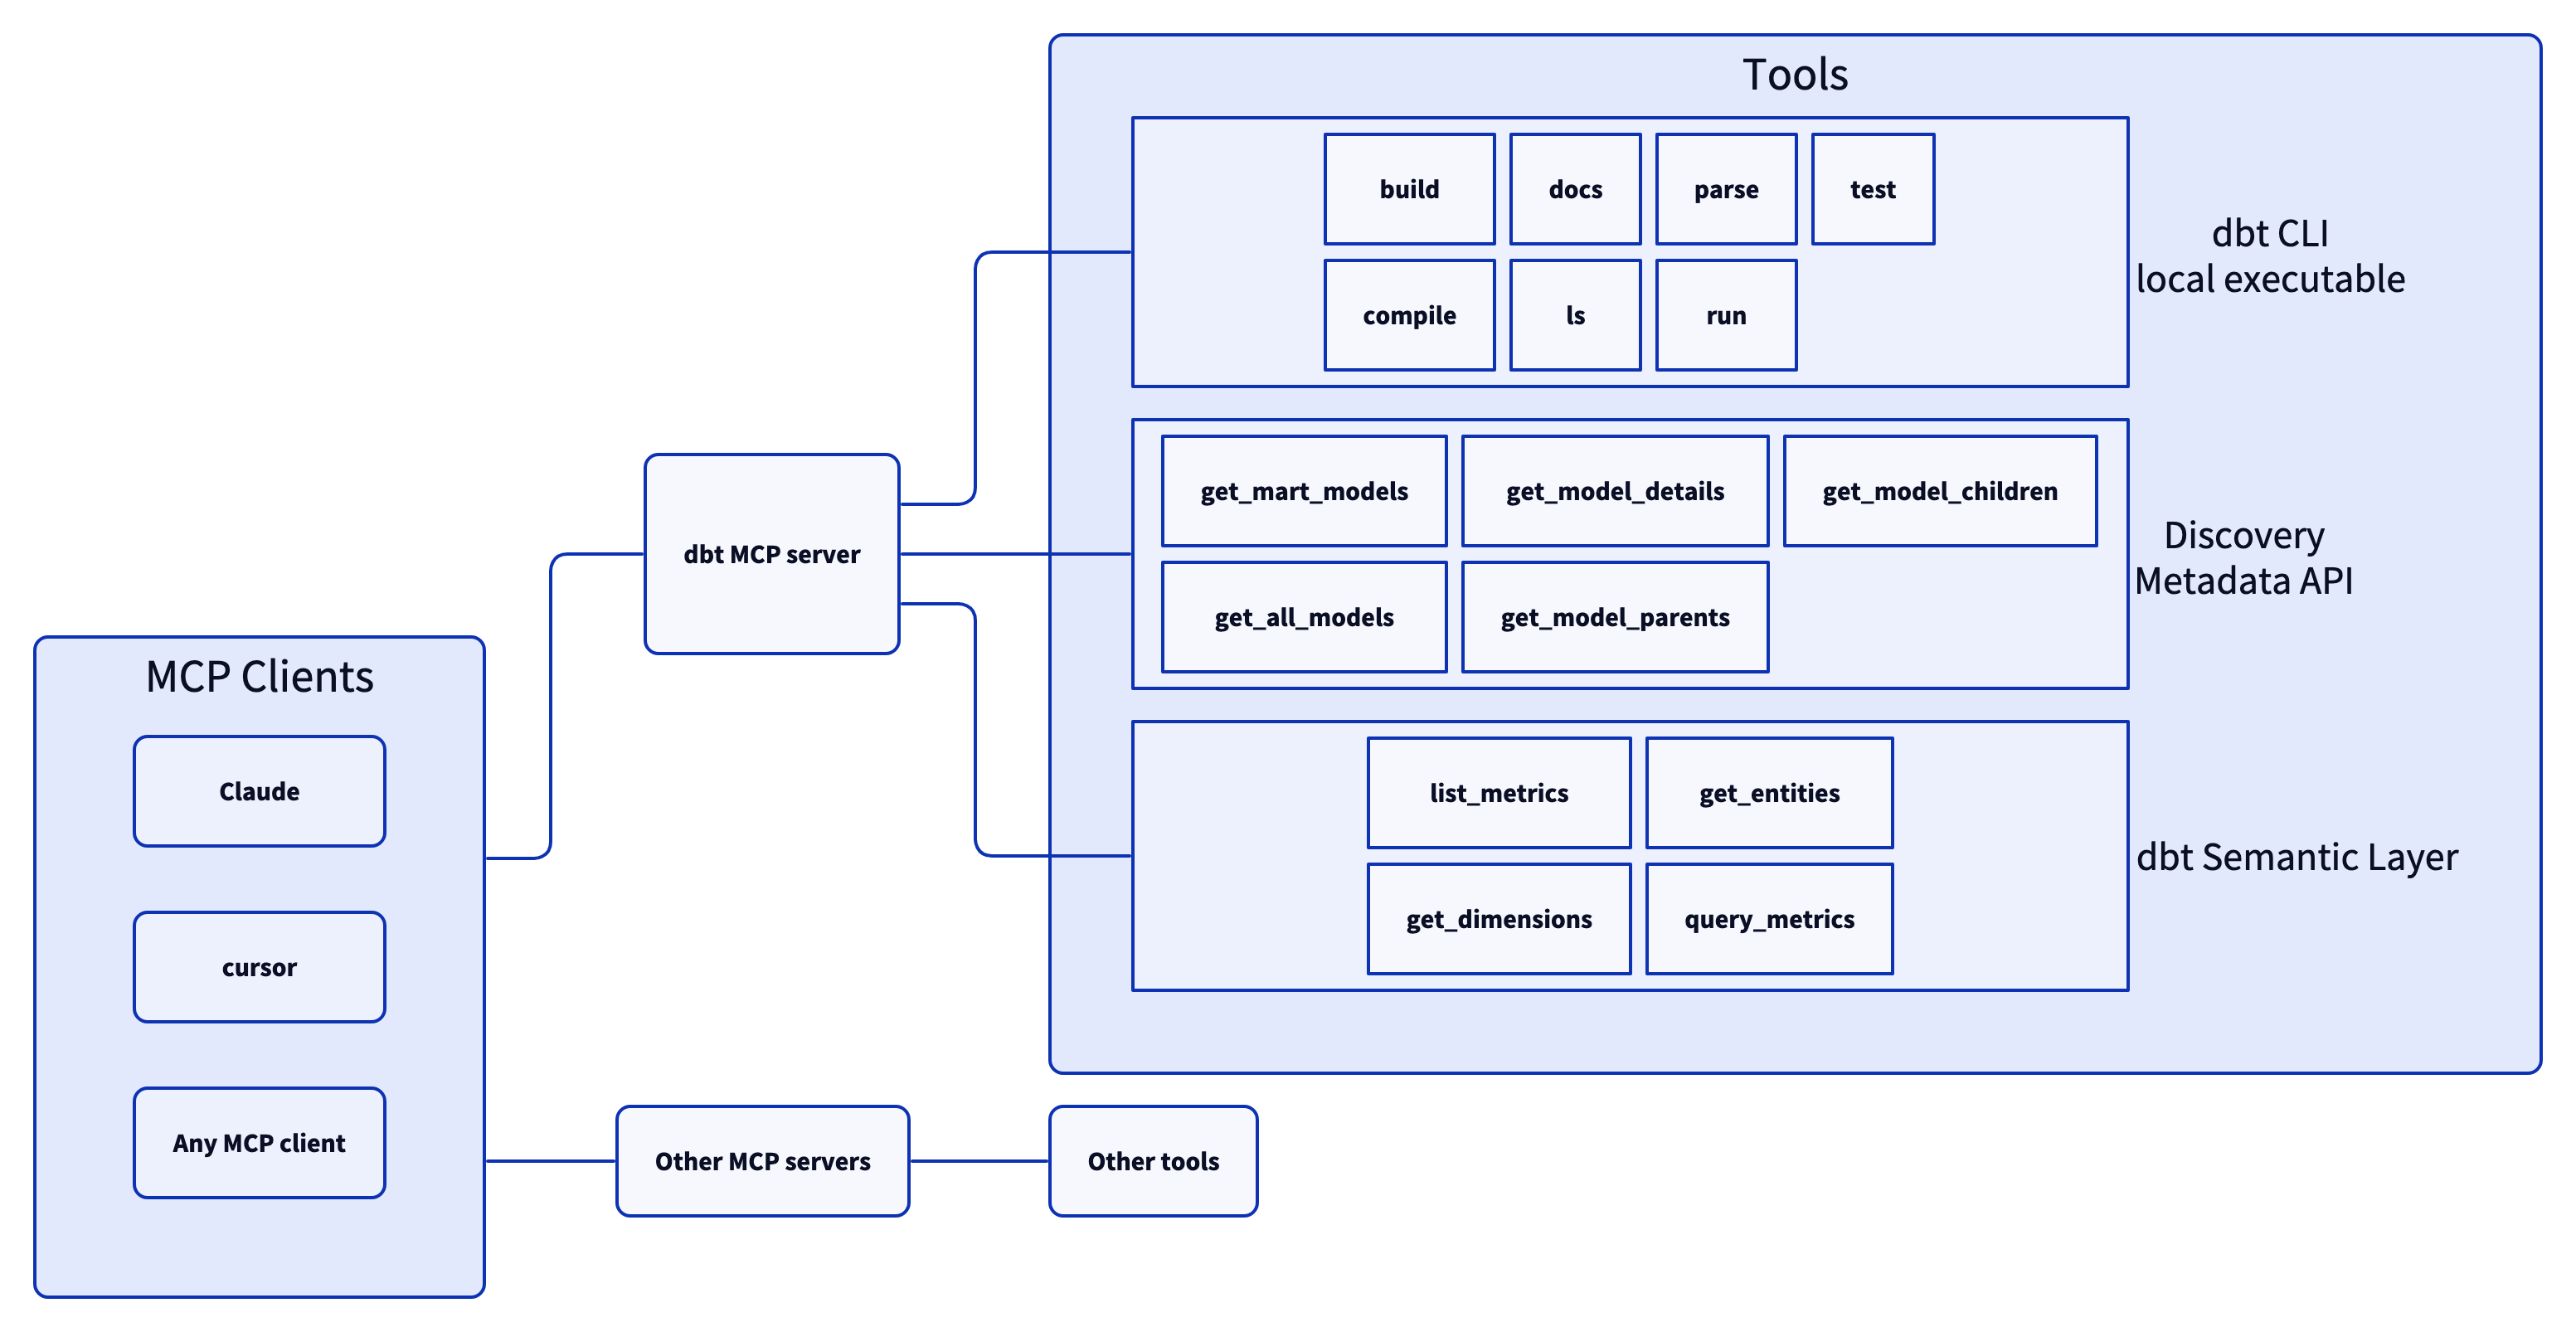 Tools
build
docs
parse
test
compile
ls
run
dbt CLI
local executable
get_mart_models
get_model_details
get_model_children
get_all_models
get_model_parents
Discovery
Metadata API
list_metrics
get_entities
get_dimensions
query_metrics
dbt Semantic Layer
dbt MCP server
MCP Clients
Claude
cursor
Any MCP client
Other MCP servers
Other tools